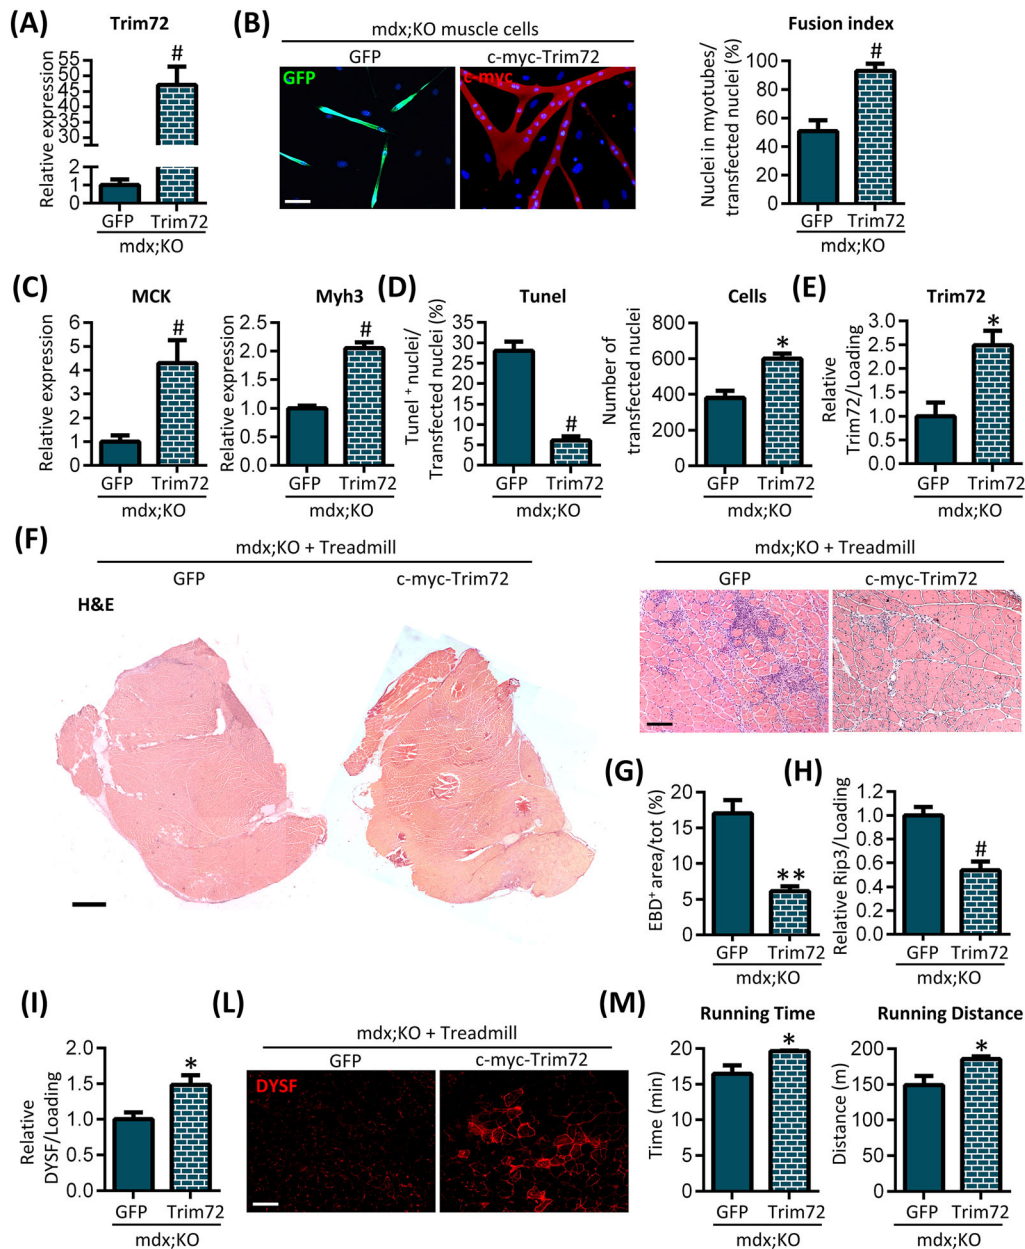 (A)
Trim72
Relative expression
55
50
45
40
35
30
2
1
0
GFP Trim72
mdx;KO
(B)
mdx;KO muscle cells
GFP
c-myc-Trim72
GFP
c-myc
Fusion index
Nuclei in myotubes/
transfected nuclei (%)
100
80
60
40
20
0
GFP Trim72
mdx;KO
(C)
MCK
Relative expression
6
5
4
3
2
1
0
GFP Trim72
mdx;KO
#
Myh3
Relative expression
2.5
2.0
1.5
1.0
0.5
0.0
GFP Trim72
mdx;KO
#
(D)
Tunel
Tunel + nuclei/
Transfected nuclei (%)
35
30
25
20
15
10
5
0
GFP Trim72
mdx;KO
#
Cells
Number of
transfected nuclei
800
600
400
200
0
GFP Trim72
mdx;KO
*
(E)
Trim72
Relative
Trim72/Loading
3.0
2.5
2.0
1.5
1.0
0.5
0.0
GFP Trim72
mdx;KO
*
(F)
mdx;KO + Treadmill
GFP
c-myc-Trim72
H&E
mdx;KO + Treadmill
GFP
c-myc-Trim72
(G)
EBD+ area/tot (%)
20
15
10
5
0
GFP Trim72
mdx;KO
**
(H)
Relative Rip3/Loading
1.2
1.0
0.8
0.6
0.4
0.2
0.0
GFP Trim72
mdx;KO
#
(I)
Relative
DYSF/Loading
2.0
1.5
1.0
0.5
0.0
GFP Trim72
mdx;KO
*
(L)
mdx;KO + Treadmill
GFP
c-myc-Trim72
DYSF
(M)
Running Time
Time (min)
20
15
10
5
0
GFP Trim72
mdx;KO
*
Running Distance
Distance (m)
200
150
100
50
0
GFP Trim72
mdx;KO
*